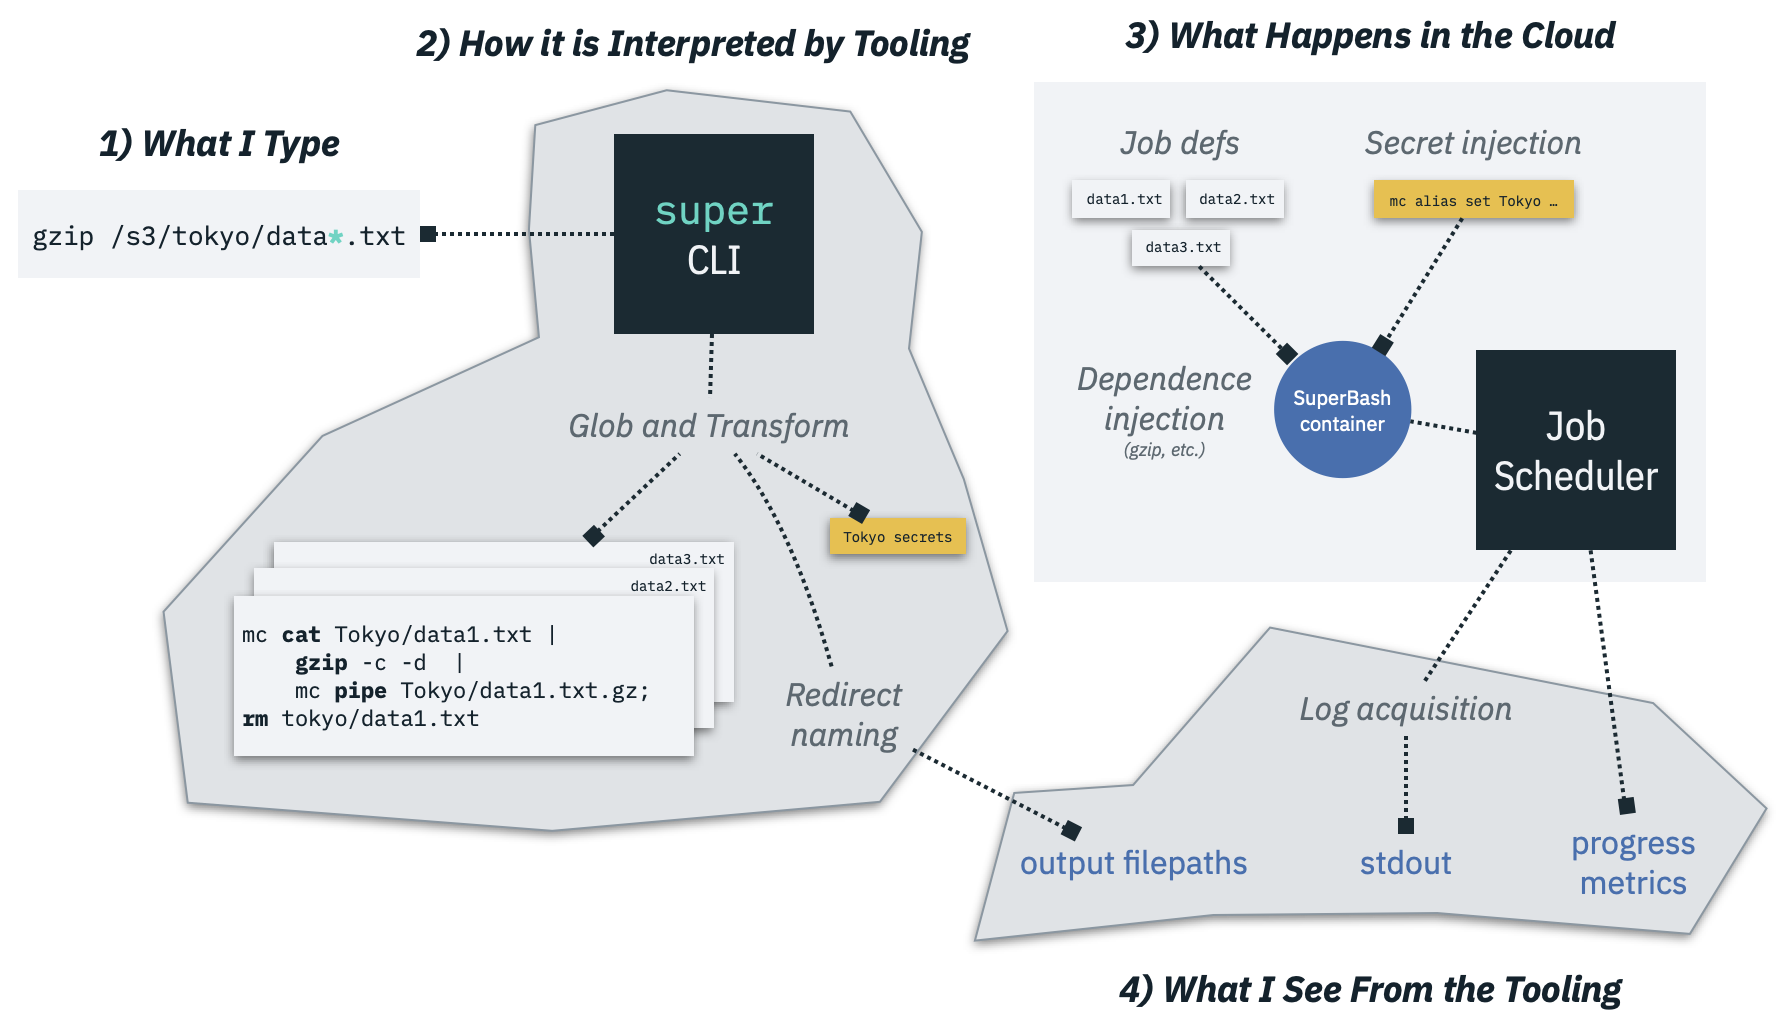 1) What I Type
gzip /s3/tokyo/data*.txt
2) How it is Interpreted by Tooling
super
CLI
Glob and Transform
Tokyo secrets
data3.txt
data2.txt
mc cat Tokyo/data1.txt |
gzip -c -d |
mc pipe Tokyo/data1.txt.gz;
rm tokyo/data1.txt
Redirect
naming
3) What Happens in the Cloud
Job defs
data1.txt
data2.txt
data3.txt
Secret injection
mc alias set Tokyo …
Dependence
injection
(gzip, etc.)
SuperBash
container
Job
Scheduler
Log acquisition
output filepaths
stdout
progress
metrics
4) What I See From the Tooling